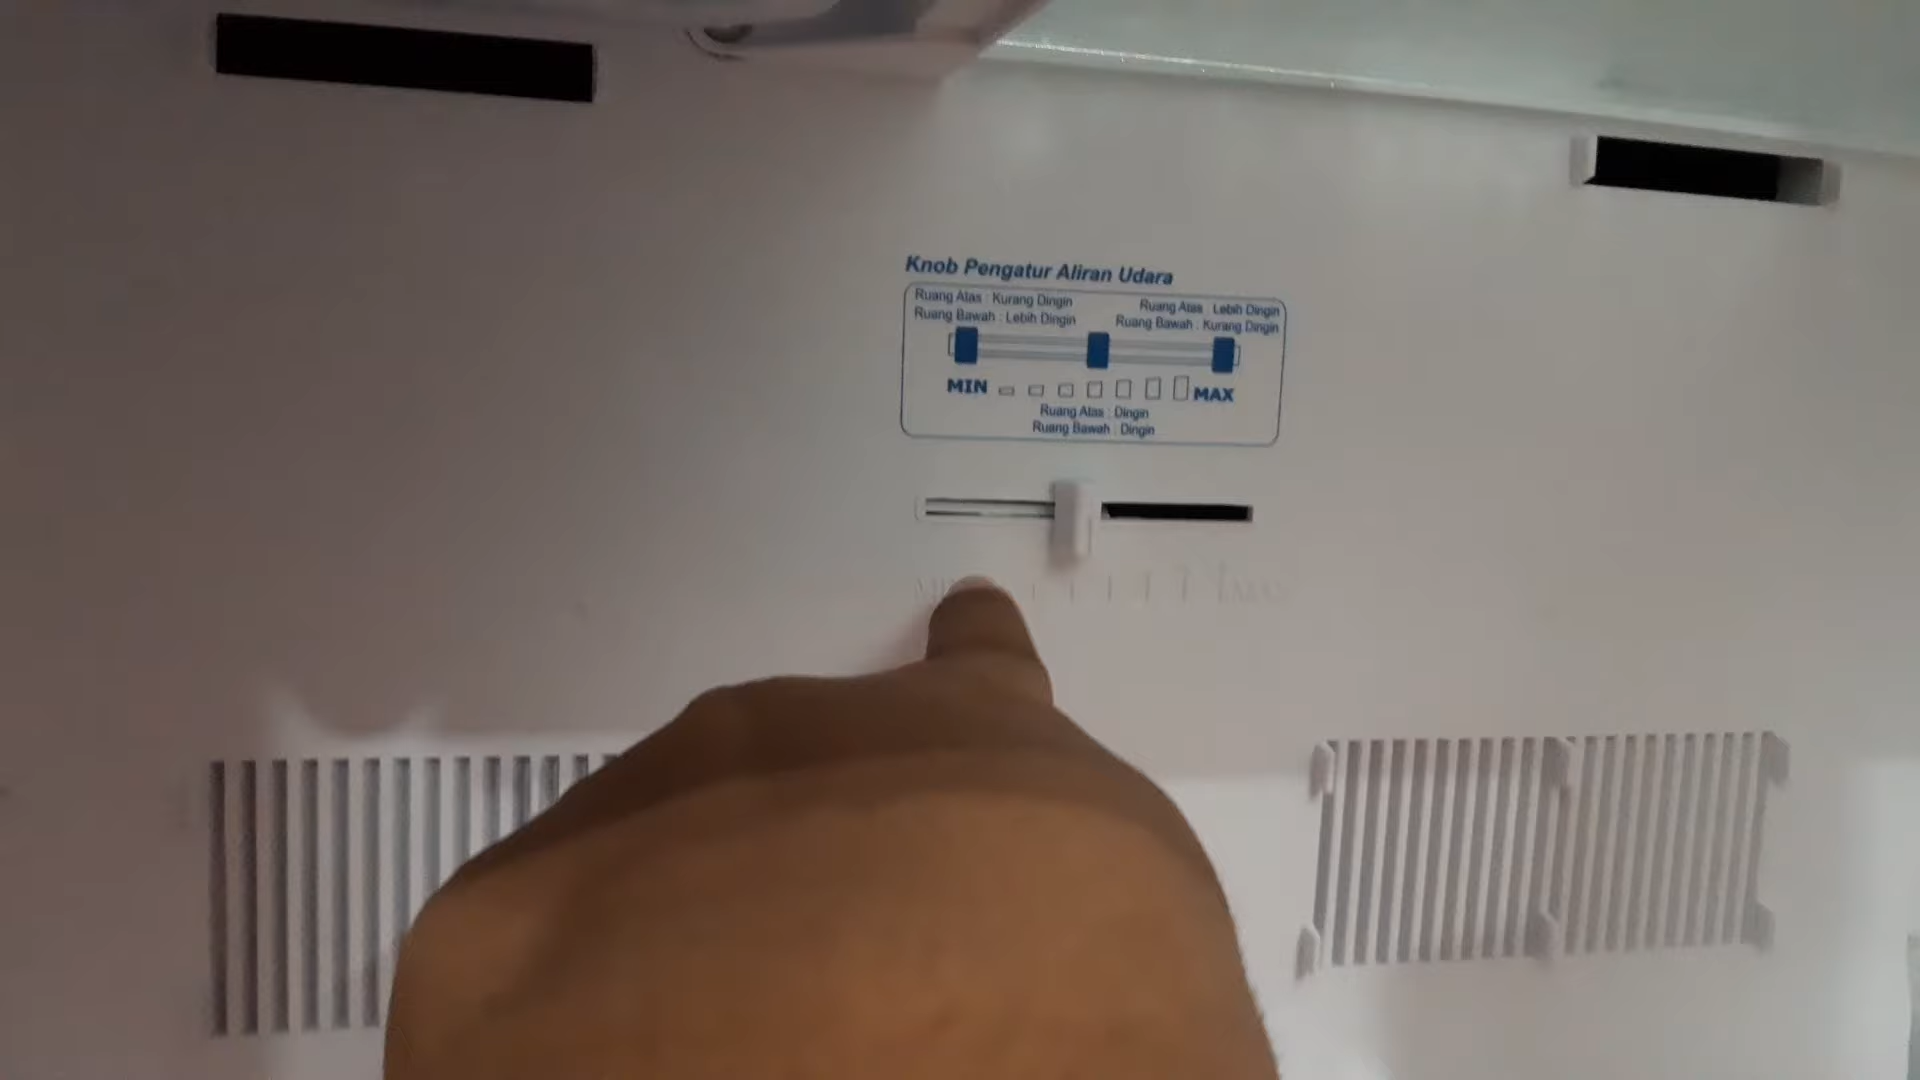 Knob Pengatur Aliran Udara
Ruang Atas : Kurang Dingin
Ruang Bawah : Lebih Dingin
Ruang Atas : Lebih Dingin
Ruang Bawah : Kurang Dingin
MIN MAX
Ruang Atas : Dingin
Ruang Bawah : Dingin